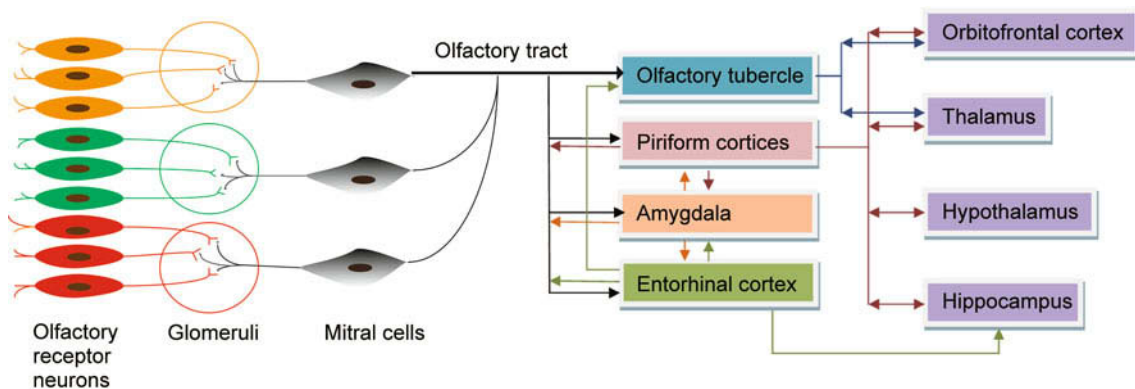 Olfactory tract
Olfactory tubercle
Piriform cortices
Amygdala
Entorhinal cortex
Orbitofrontal cortex
Thalamus
Hypothalamus
Hippocampus
Olfactory
receptor
neurons
Glomeruli
Mitral cells